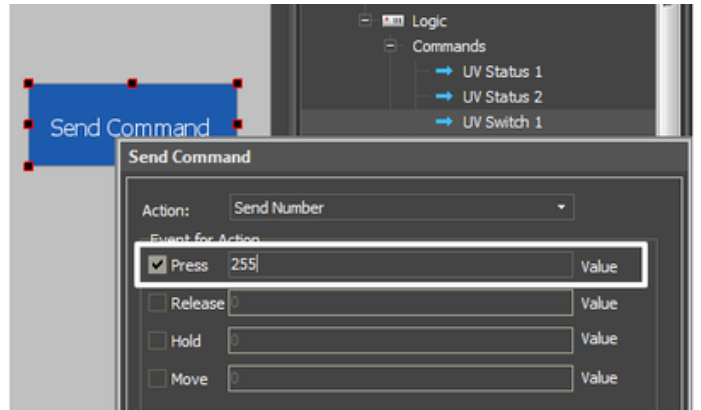 Logic
Commands
UV Status 1
UV Status 2
UV Switch 1
Send Command
Send Command
Action: Send Number
Event for Action
Press 255 Value
Release 0 Value
Hold 0 Value
Move 0 Value